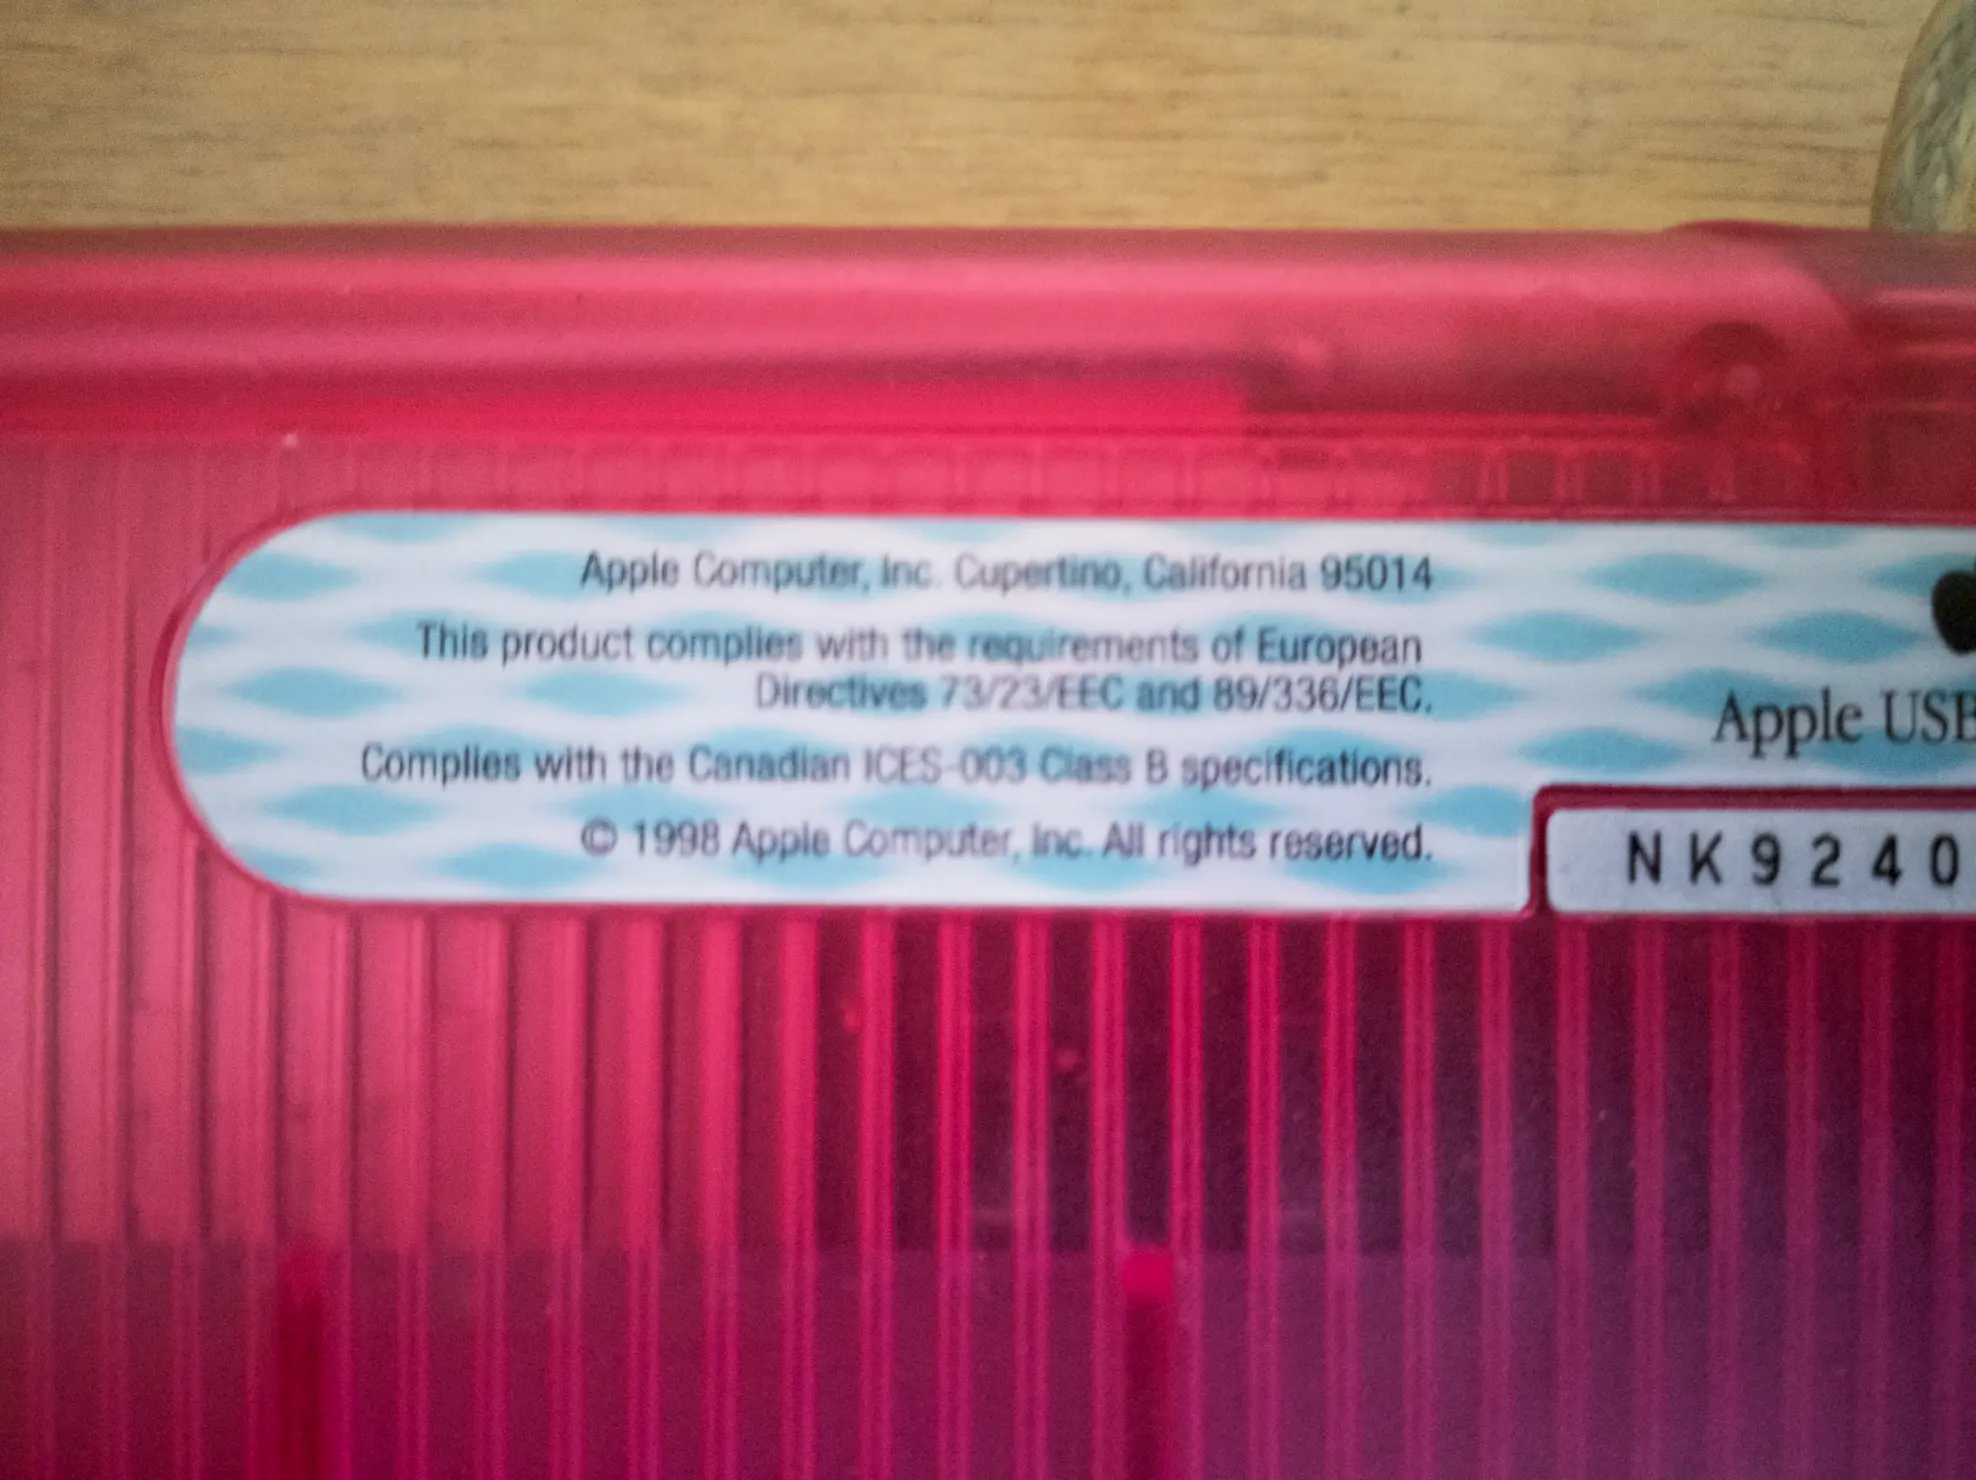 Apple Computer, Inc. Cupertino, California 95014
This product complies with the requirements of European
Directives 73/23/EEC and 89/336/EEC.
Complies with the Canadian ICES-003 Class B specifications.
© 1998 Apple Computer, Inc. All rights reserved.
Apple USB
NK9240